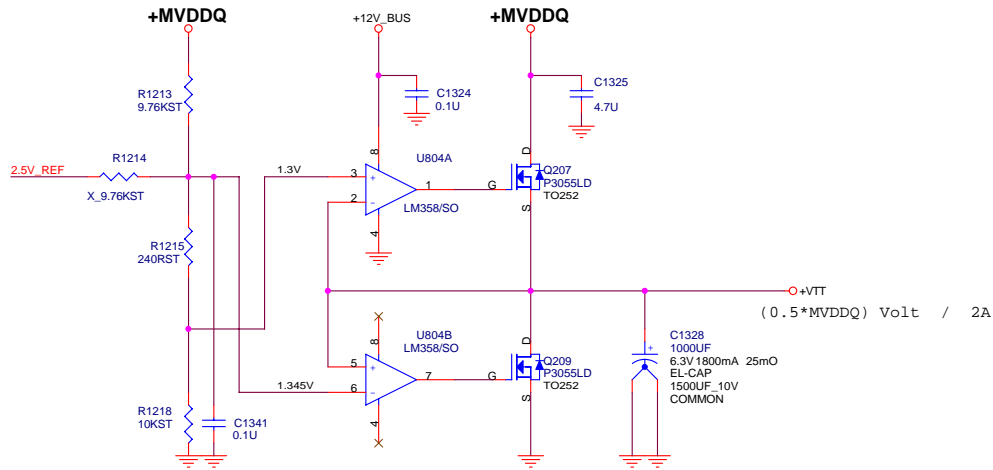 +MVDDQ
+12V_BUS
+MVDDQ
R1213
9.76KST
C1324
0.1U
C1325
4.7U
2.5V_REF
R1214
X_9.76KST
1.3V
8
3
+
2
-
1
4
U804A
LM358/SO
G
D
S
Q207
P3055LD
TO252
R1215
240RST
+VTT
(0.5*MVDDQ) Volt / 2A
U804B
LM358/SO
8
5
+
6
-
7
4
1.345V
G
D
S
Q209
P3055LD
TO252
C1328
1000UF
+
6.3V 1800mA 25mO
EL-CAP
1500UF_10V
COMMON
R1218
10KST
C1341
0.1U